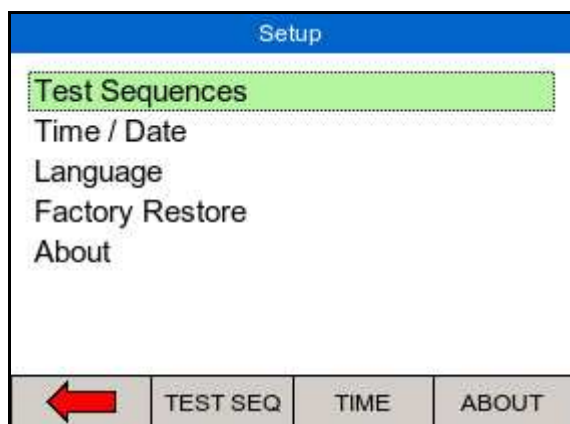 Setup
Test Sequences
Time / Date
Language
Factory Restore
About
TEST SEQ TIME ABOUT